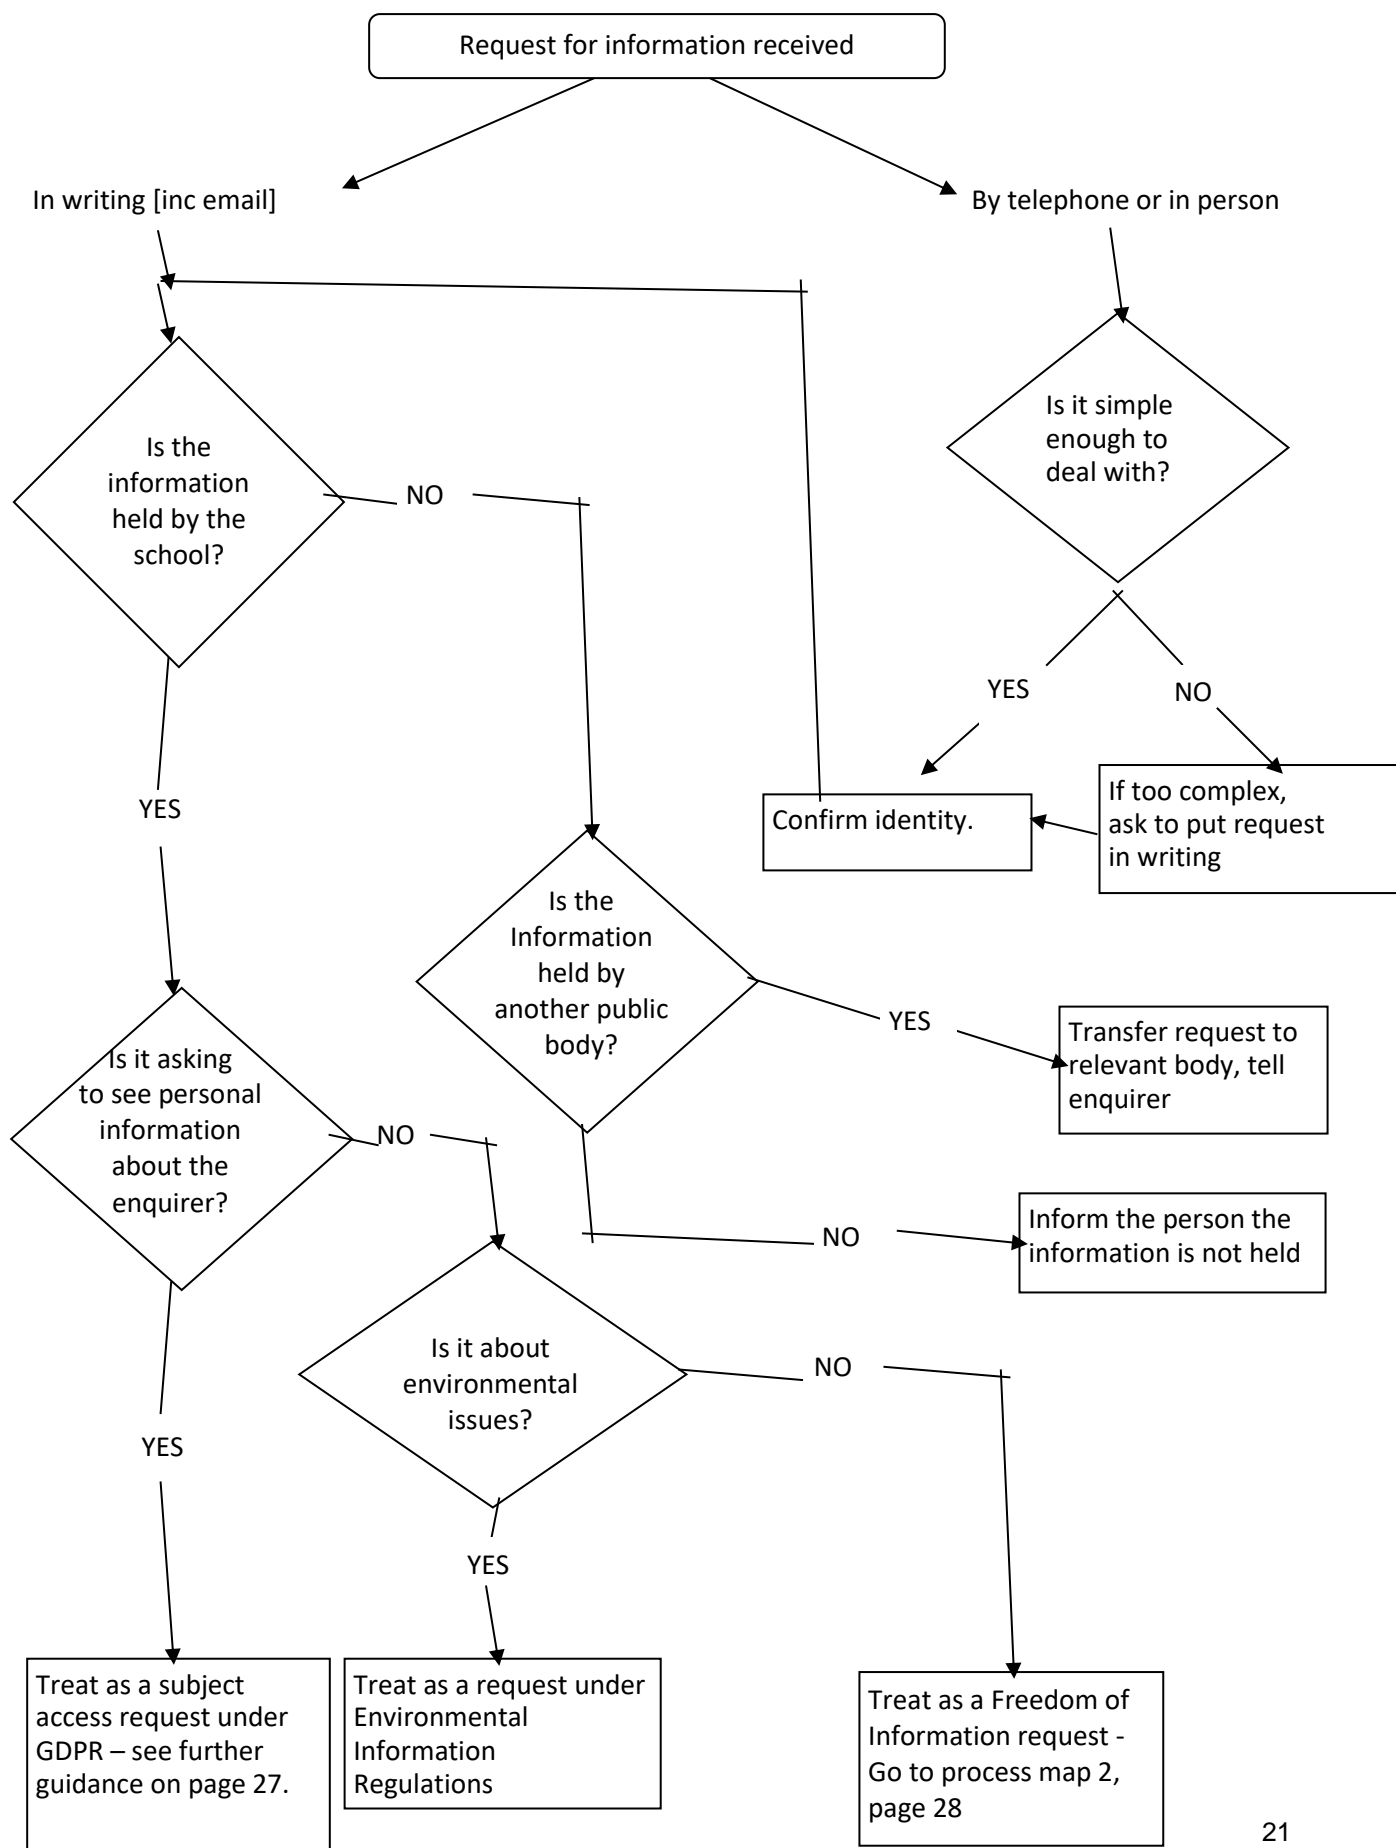 Request for information received
In writing [inc email]
By telephone or in person
Is it simple
enough to
deal with?
Is the
information
held by the
school?
NO
YES
NO
If too complex,
ask to put request
in writing
Confirm identity.
YES
Is the
Information
held by
another public
body?
YES
Transfer request to
relevant body, tell
enquirer
Is it asking
to see personal
information
about the
enquirer?
NO
NO
Inform the person the
information is not held
Is it about
environmental
issues?
NO
YES
YES
Treat as a subject
access request under
GDPR – see further
guidance on page 27.
Treat as a request under
Environmental
Information
Regulations
Treat as a Freedom of
Information request -
Go to process map 2,
page 28
21